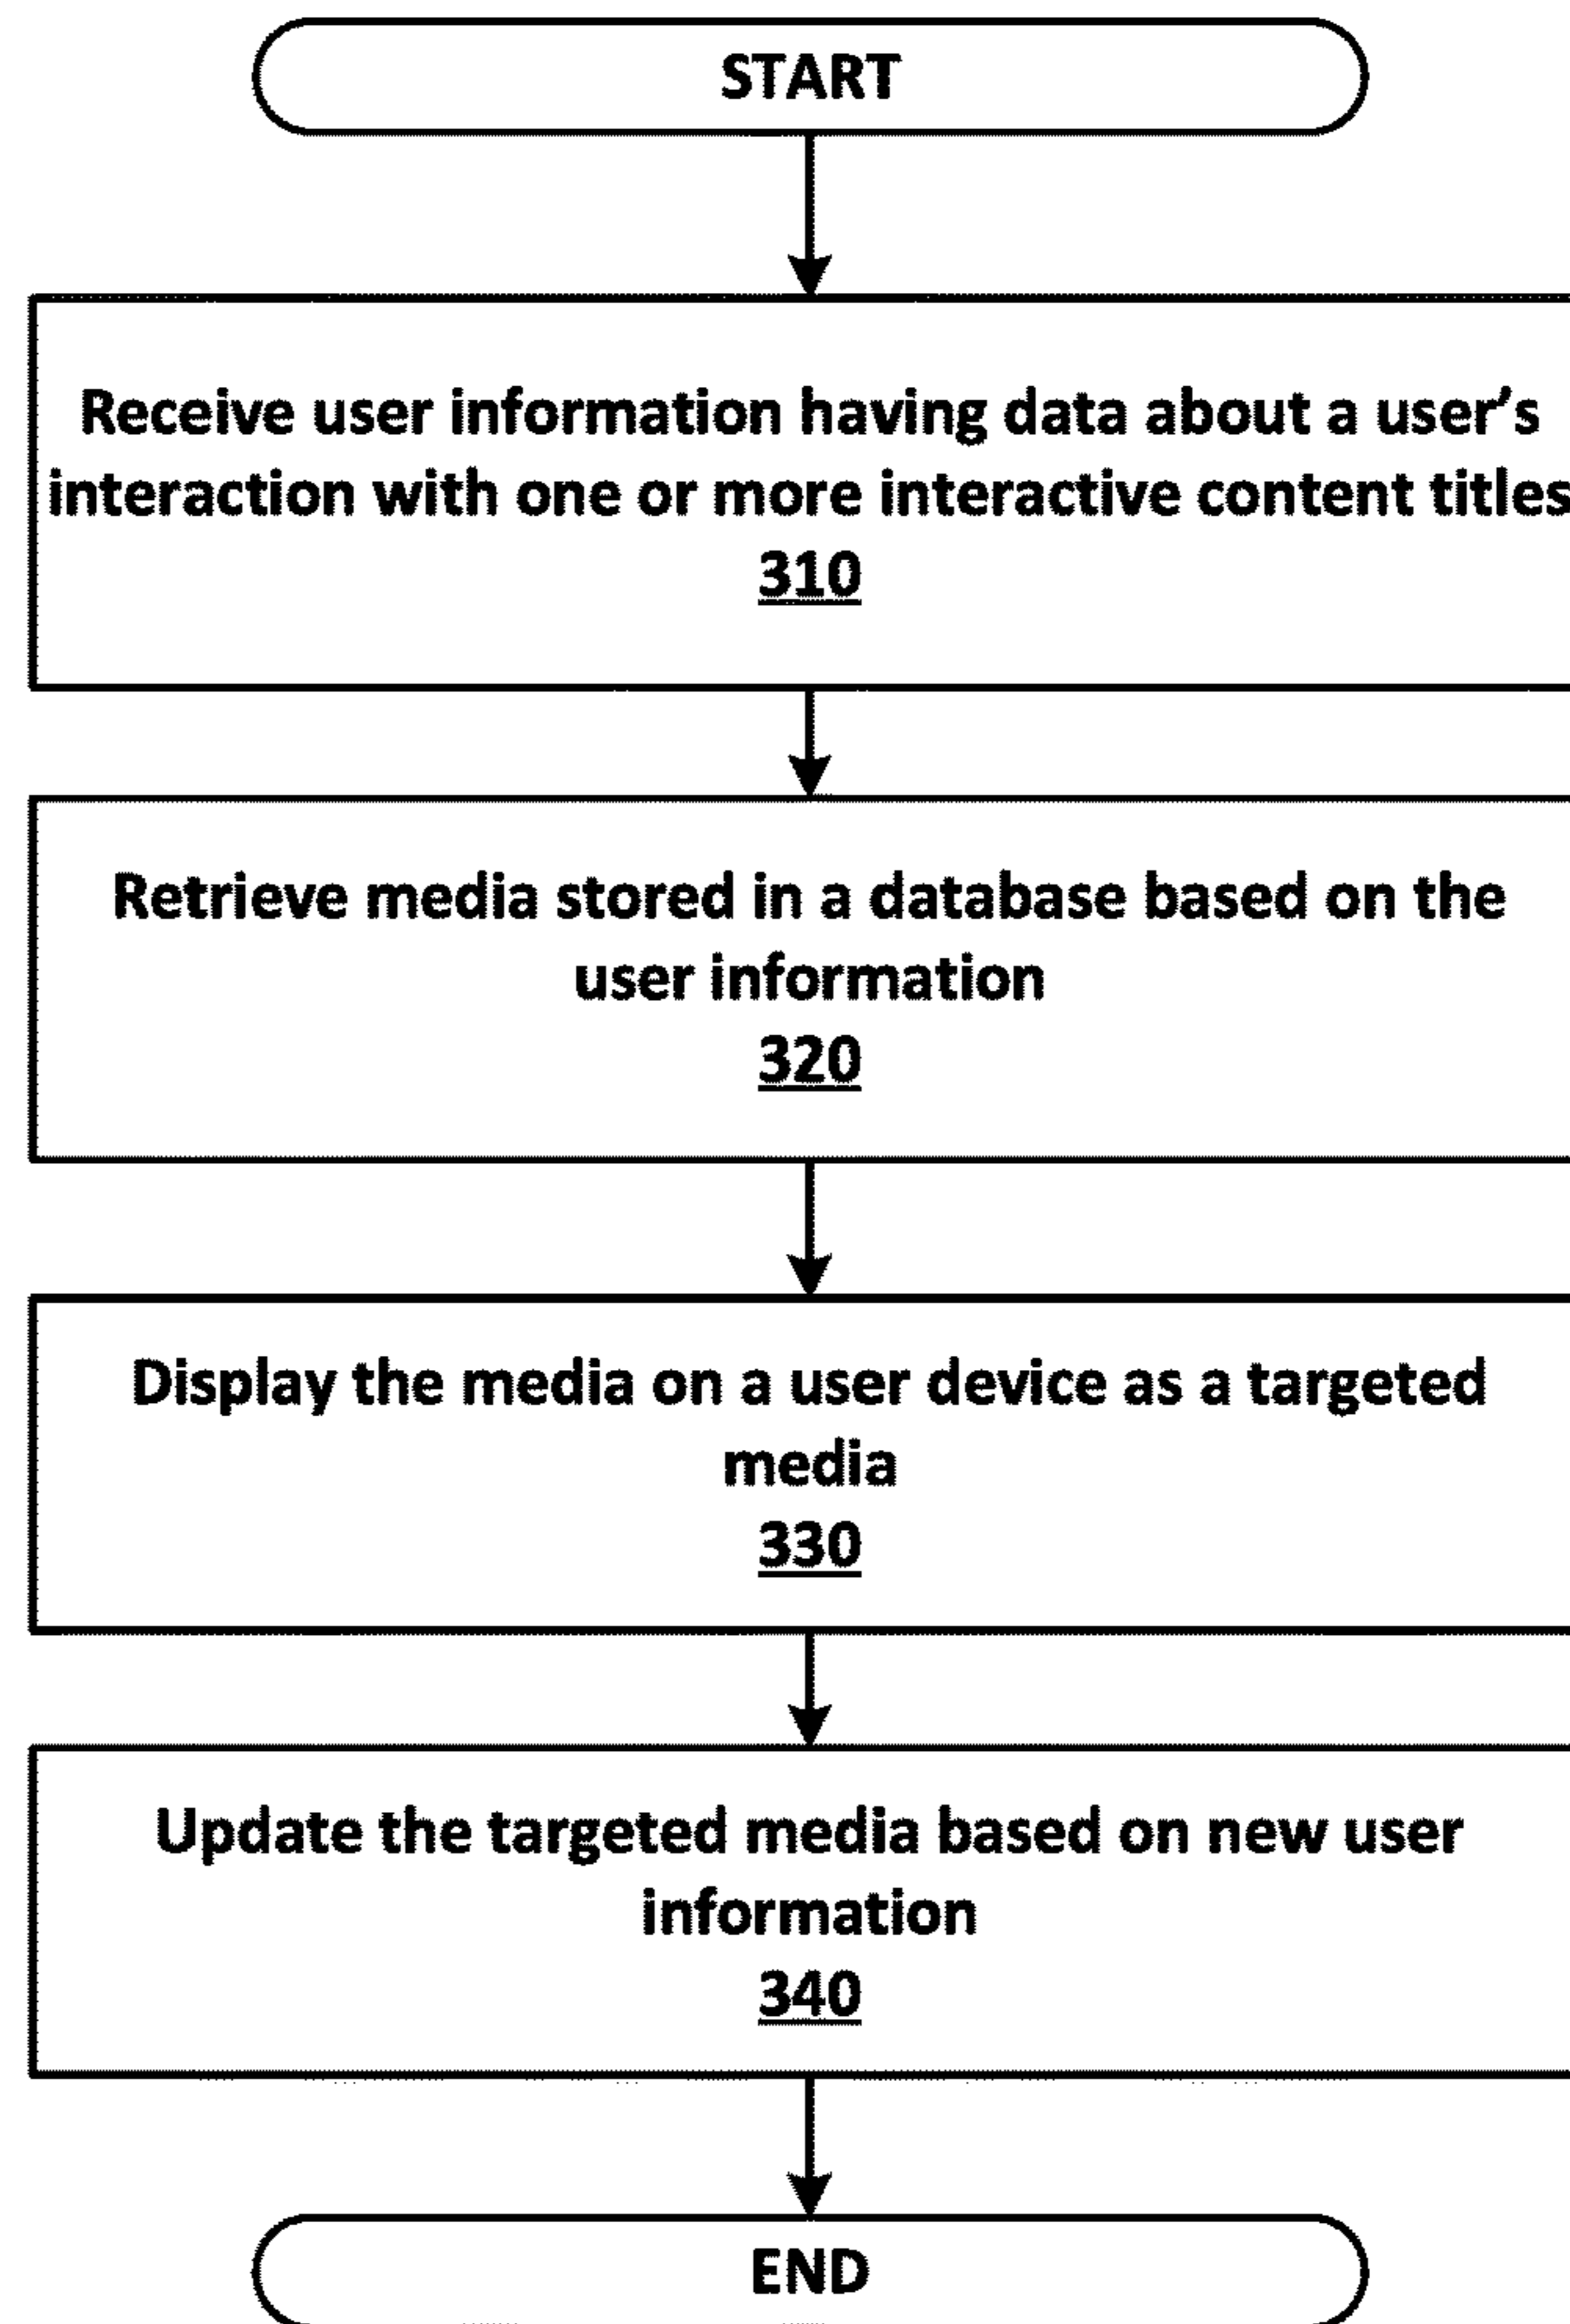 START
Receive user information having data about a user’s
interaction with one or more interactive content titles
310
Retrieve media stored in a database based on the
user information
320
Display the media on a user device as a targeted
media
330
Update the targeted media based on new user
information
340
END